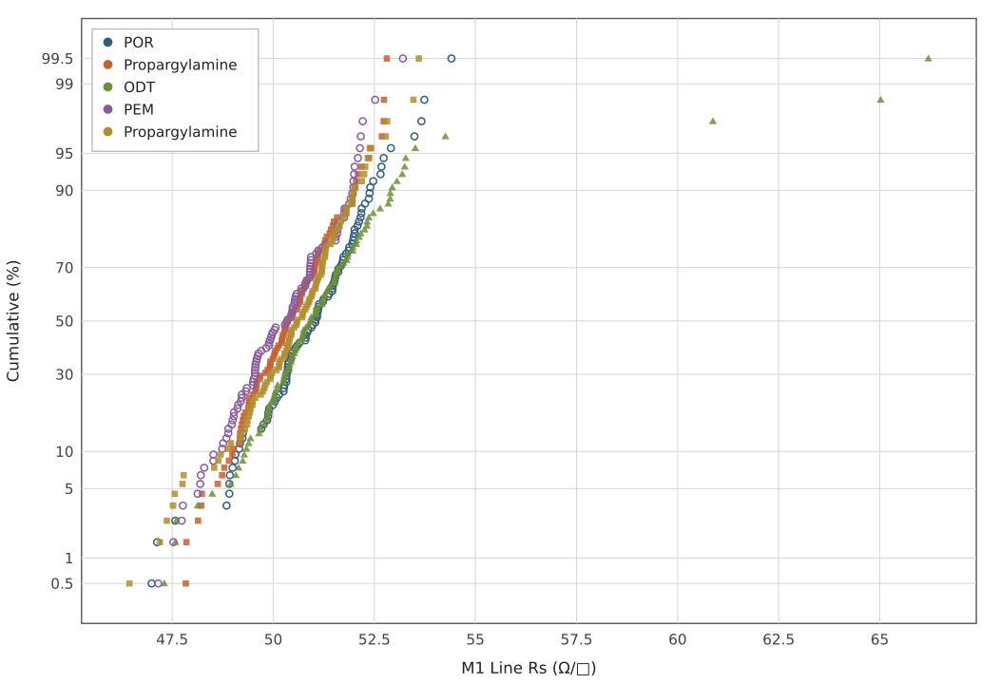 POR
Propargylamine
ODT
PEM
Propargylamine
99.5
99
95
90
70
50
30
10
5
1
0.5
Cumulative (%)
47.5 50 52.5 55 57.5 60 62.5 65
M1 Line Rs (Ω/□)